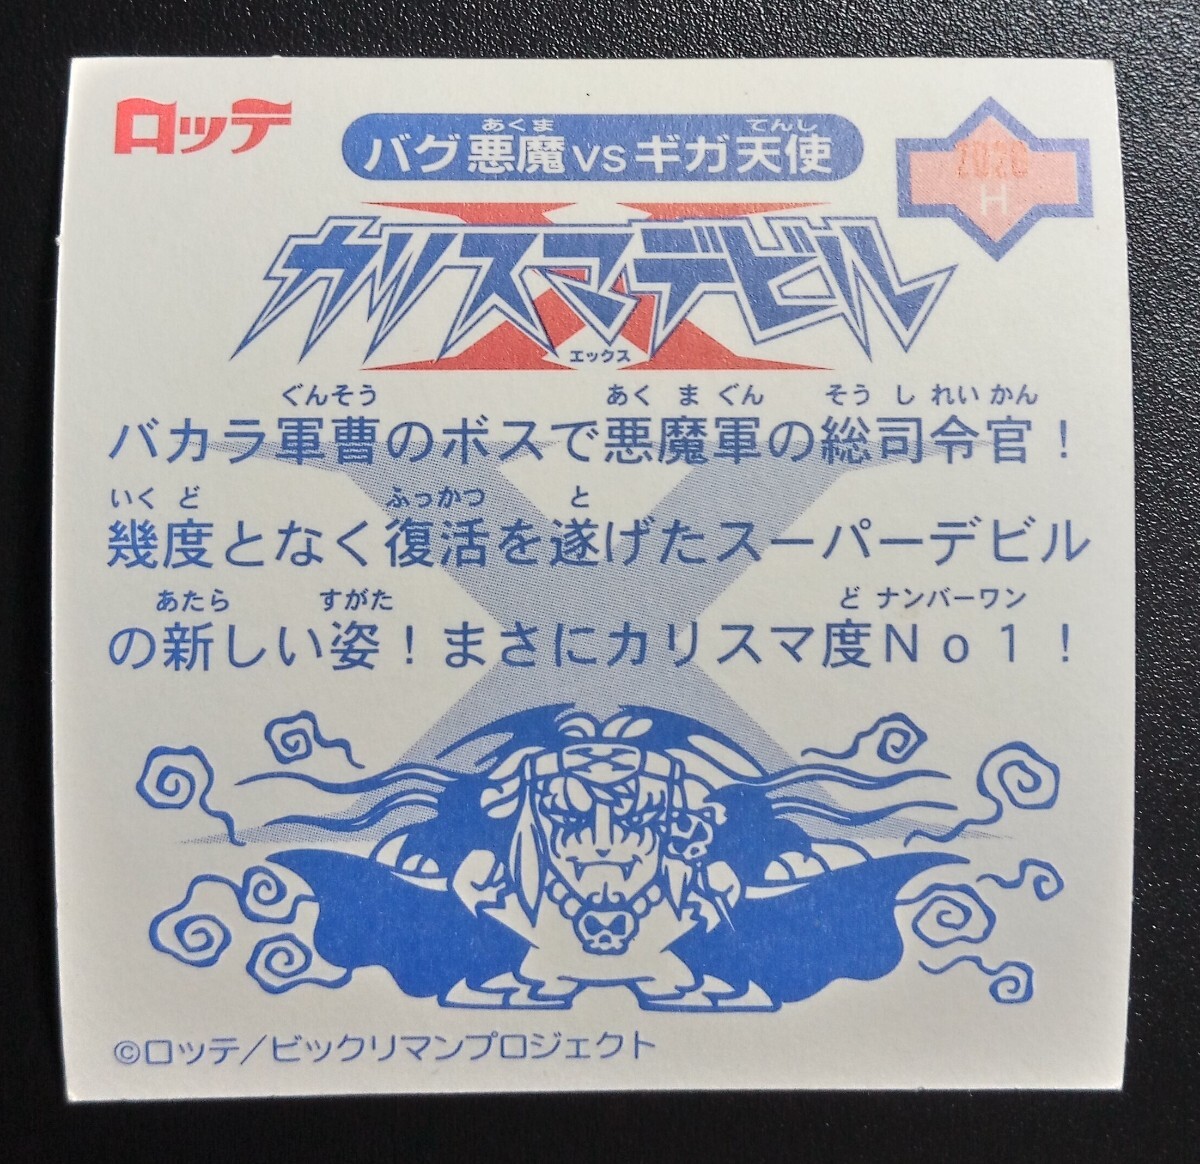 ロッテ
あくま てんし
バグ悪魔vsギガ天使
2020
H
カリスマデビル
X
エックス
ぐんそう あくまぐん そうしれいかん
バカラ軍曹のボスで悪魔軍の総司令官！
いくど ふっかつ と
幾度となく復活を遂げたスーパーデビル
あたら すがた ど ナンバーワン
の新しい姿！まさにカリスマ度No1！
©ロッテ/ビックリマンプロジェクト